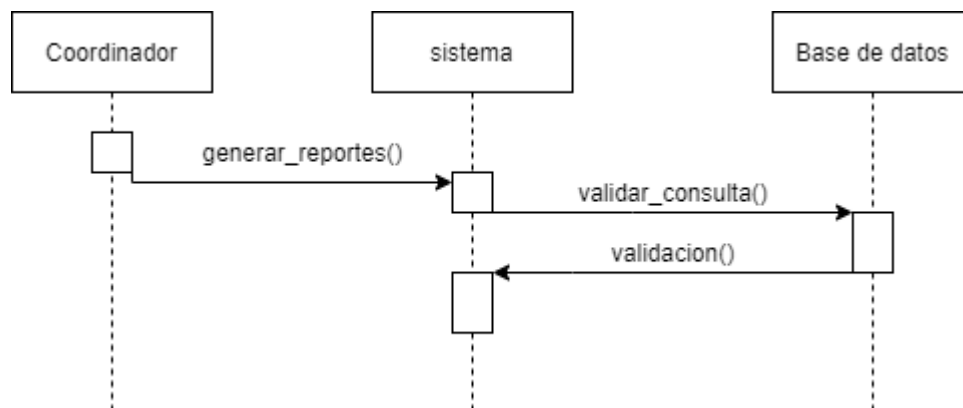 Coordinador
sistema
Base de datos
generar_reportes()
validar_consulta()
validacion()